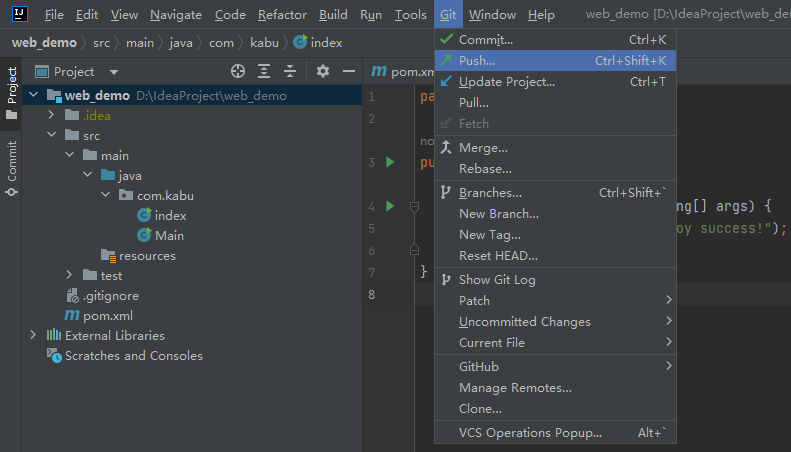 IJ File Edit View Navigate Code Refactor Build Run Tools Git Window Help web_demo [D:\IdeaProject\web_dem
web_demo > src > main > java > com > kabu > index
Project
Commit
Project
web_demo D:\IdeaProject\web_demo
.idea
src
main
java
com.kabu
index
Main
resources
test
.gitignore
pom.xml
External Libraries
Scratches and Consoles
pom.xm
1 pa
2
no
3 pu
4 ng[] args) {
5 oy success!");
6
7 }
8
Commit... Ctrl+K
Push... Ctrl+Shift+K
Update Project... Ctrl+T
Pull...
Fetch
Merge...
Rebase...
Branches... Ctrl+Shift+`
New Branch...
New Tag...
Reset HEAD...
Show Git Log
Patch
Uncommitted Changes
Current File
GitHub
Manage Remotes...
Clone...
VCS Operations Popup... Alt+`